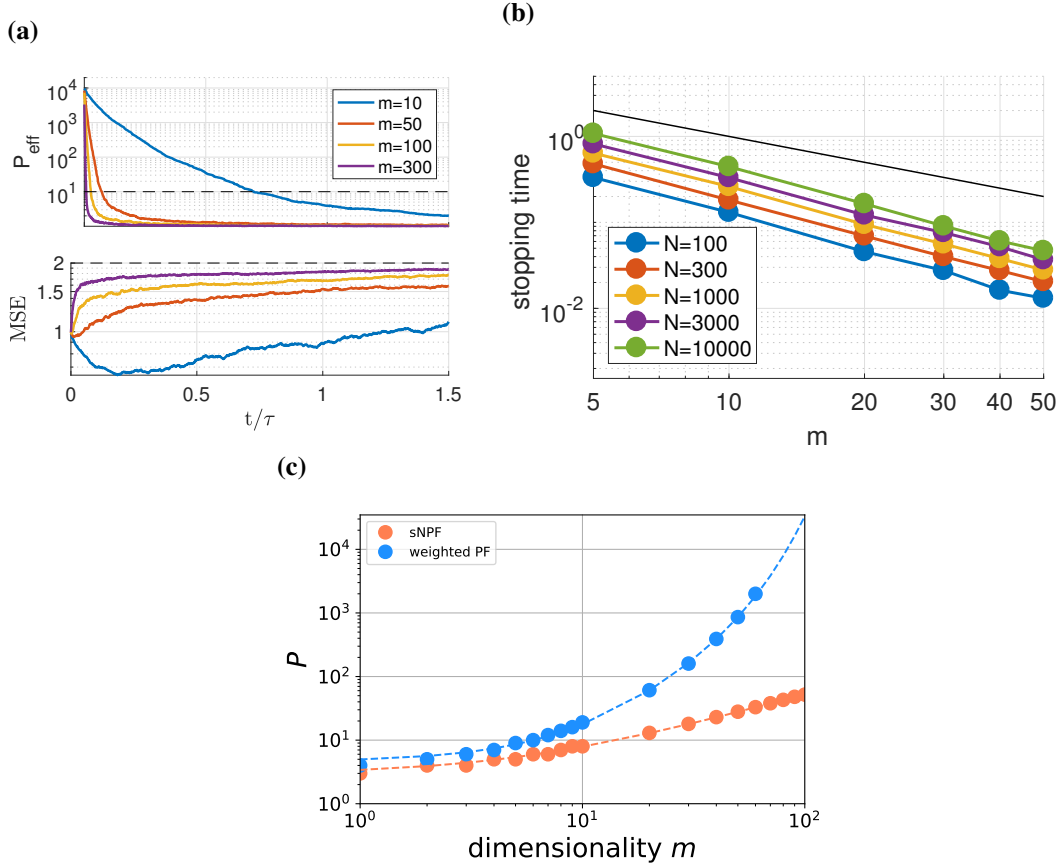 (a)
10^4
10^3
10^2
10^1
P_eff
m=10
m=50
m=100
m=300
2
1.5
1
MSE
0
0.5
1
1.5
t/τ
(b)
10^0
10^-2
stopping time
N=100
N=300
N=1000
N=3000
N=10000
5
10
20
30
40
50
m
(c)
10^4
10^3
10^2
10^1
10^0
P
sNPF
weighted PF
10^0
10^1
10^2
dimensionality m